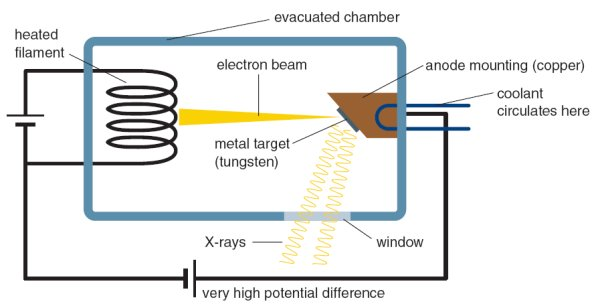 evacuated chamber
heated
filament
electron beam
anode mounting (copper)
coolant
circulates here
metal target
(tungsten)
X-rays
window
very high potential difference